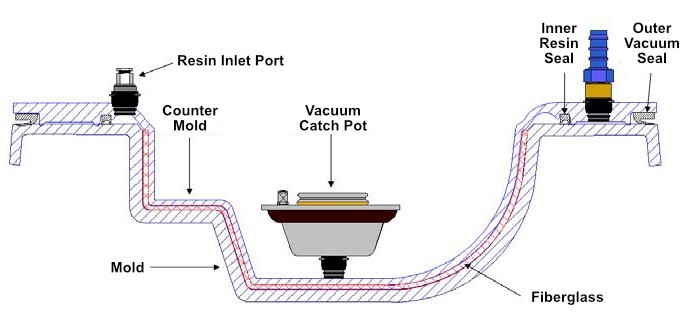 Resin Inlet Port
Counter
Mold
Vacuum
Catch Pot
Inner
Resin
Seal
Outer
Vacuum
Seal
Mold
Fiberglass